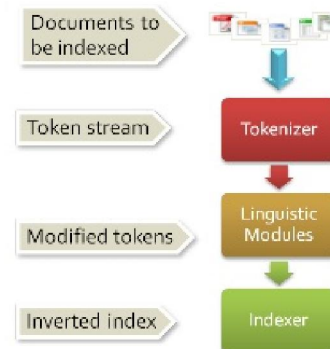 Documents to
be indexed
Token stream
Tokenizer
Linguistic
Modules
Modified tokens
Inverted index
Indexer